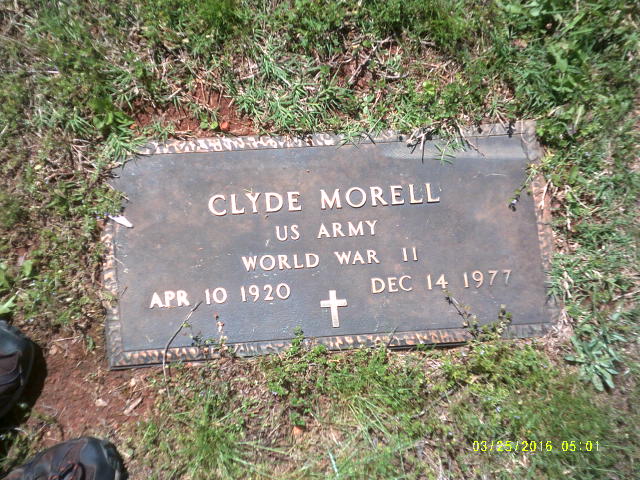 CLYDE MORELL
US ARMY
WORLD WAR II
APR 10 1920 DEC 14 1977
03/25/2016 05:01